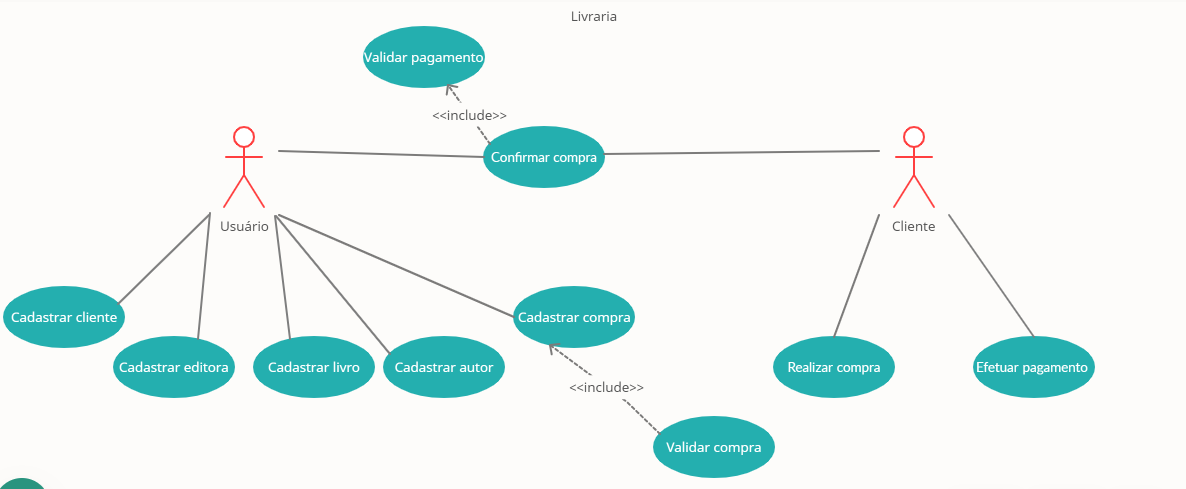 Livraria
Validar pagamento
<<include>>
Confirmar compra
Usuário
Cliente
Cadastrar cliente
Cadastrar compra
Cadastrar editora
Cadastrar livro
Cadastrar autor
Realizar compra
Efetuar pagamento
<<include>>
Validar compra